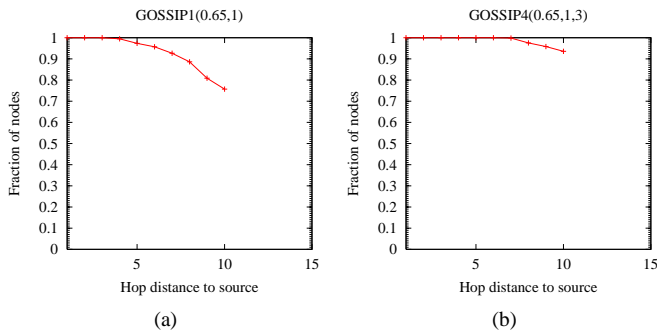 GOSSIP1(0.65,1)
1
0.9
0.8
0.7
0.6
0.5
0.4
0.3
0.2
0.1
0
Fraction of nodes
5 10 15
Hop distance to source
(a)
GOSSIP4(0.65,1,3)
1
0.9
0.8
0.7
0.6
0.5
0.4
0.3
0.2
0.1
0
Fraction of nodes
5 10 15
Hop distance to source
(b)